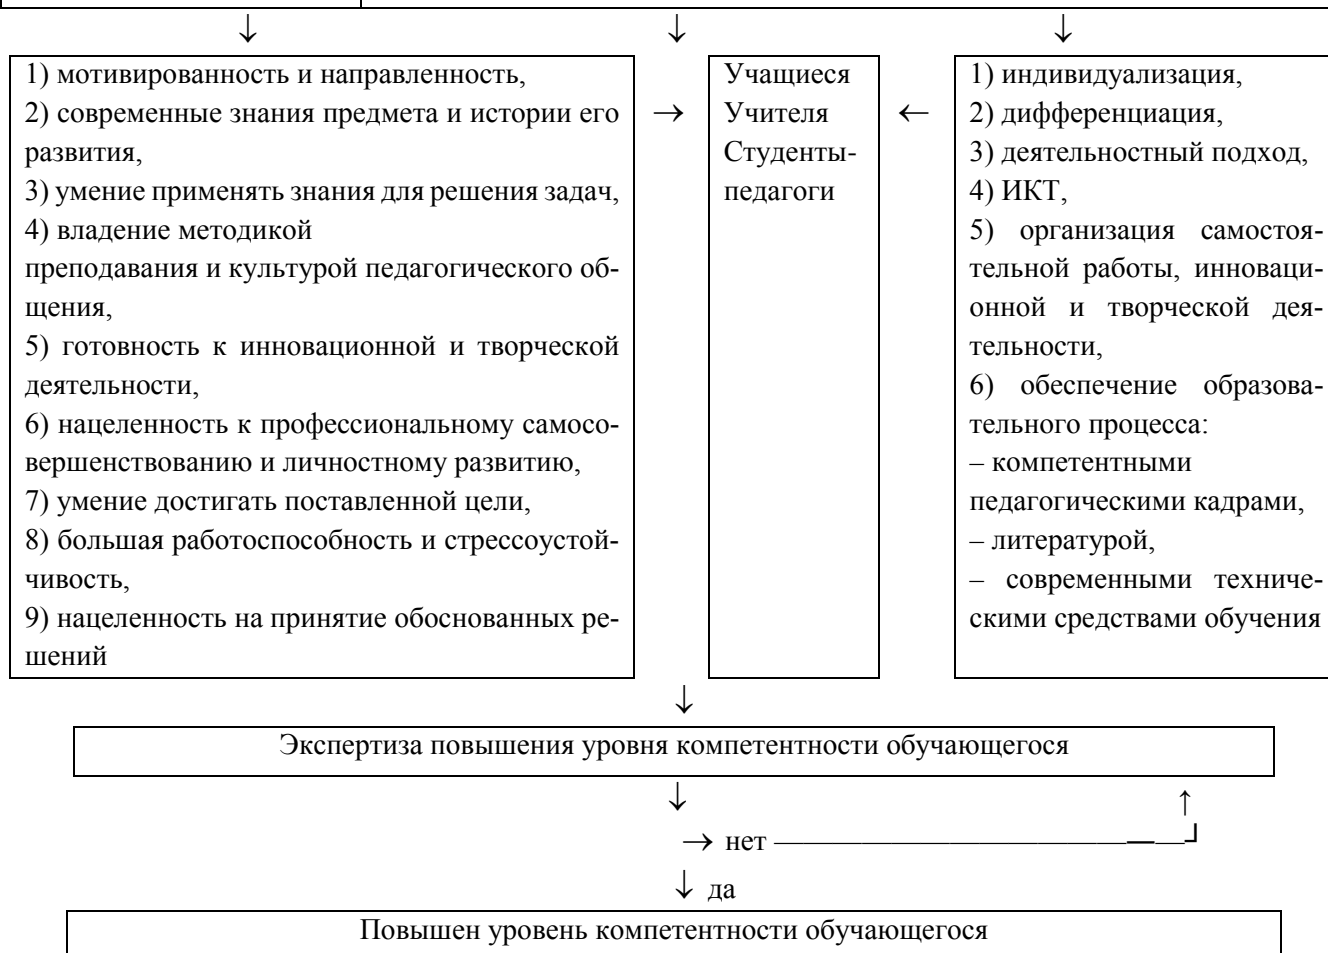 ↓ ↓ ↓
1) мотивированность и направленность,
2) современные знания предмета и истории его
развития,
3) умение применять знания для решения задач,
4) владение методикой
преподавания и культурой педагогического об-
щения,
5) готовность к инновационной и творческой
деятельности,
6) нацеленность к профессиональному самосо-
вершенствованию и личностному развитию,
7) умение достигать поставленной цели,
8) большая работоспособность и стрессоустой-
чивость,
9) нацеленность на принятие обоснованных ре-
шений
→
Учащиеся
Учителя
Студенты-
педагоги
←
1) индивидуализация,
2) дифференциация,
3) деятельностный подход,
4) ИКТ,
5) организация самостоя-
тельной работы, инноваци-
онной и творческой дея-
тельности,
6) обеспечение образова-
тельного процесса:
– компетентными
педагогическими кадрами,
– литературой,
– современными техниче-
скими средствами обучения
↓
Экспертиза повышения уровня компетентности обучающегося
↓ ↑
→ нет
↓ да
Повышен уровень компетентности обучающегося